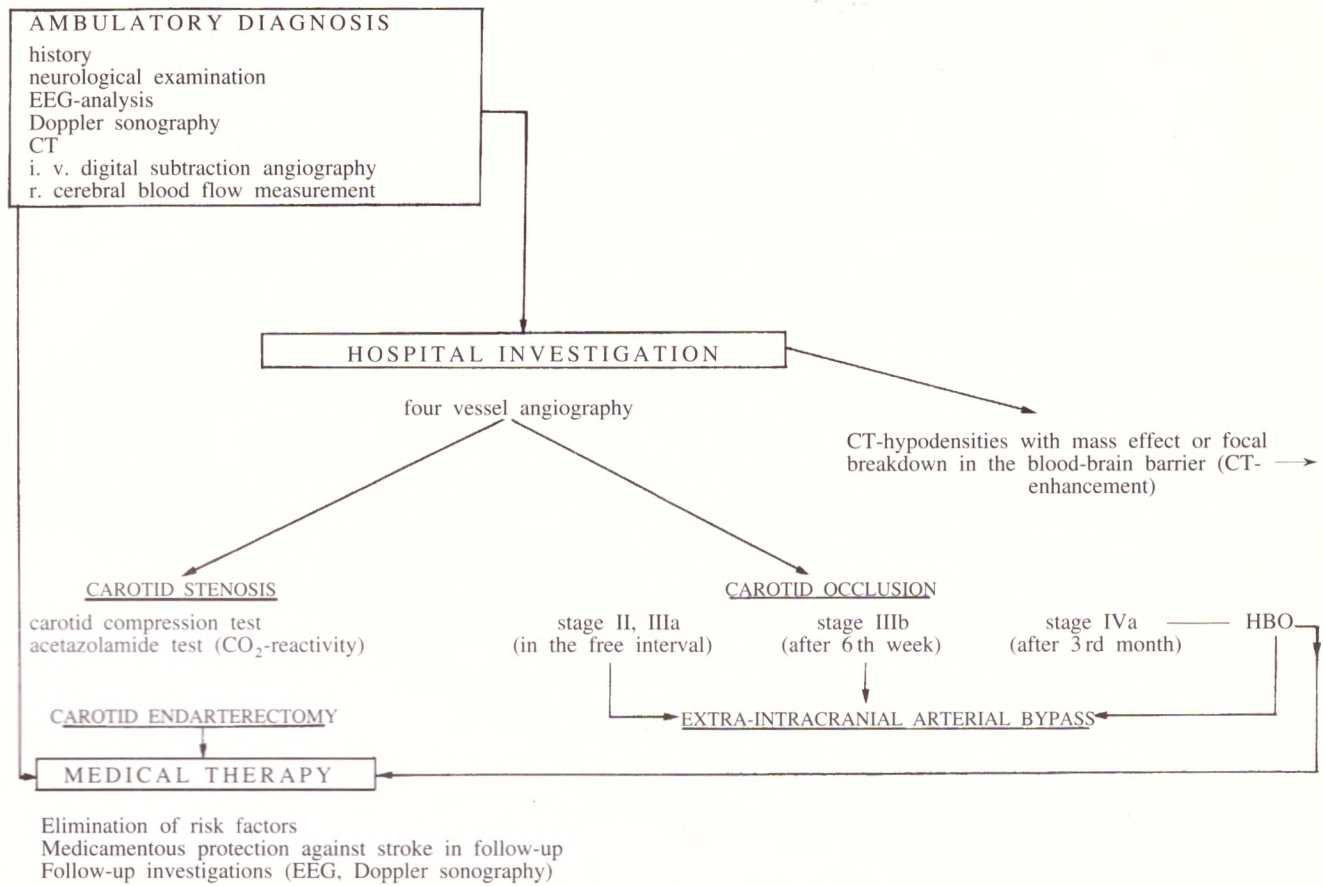 AMBULATORY DIAGNOSIS
history
neurological examination
EEG-analysis
Doppler sonography
CT
i. v. digital subtraction angiography
r. cerebral blood flow measurement
HOSPITAL INVESTIGATION
four vessel angiography
CT-hypodensities with mass effect or focal
breakdown in the blood-brain barrier (CT-
enhancement)
CAROTID STENOSIS
carotid compression test
acetazolamide test (CO₂-reactivity)
CAROTID OCCLUSION
stage II, IIIa
(in the free interval)
stage IIIb
(after 6th week)
stage IVa
(after 3rd month)
HBO
CAROTID ENDARTERECTOMY
EXTRA-INTRACRANIAL ARTERIAL BYPASS
MEDICAL THERAPY
Elimination of risk factors
Medicamentous protection against stroke in follow-up
Follow-up investigations (EEG, Doppler sonography)